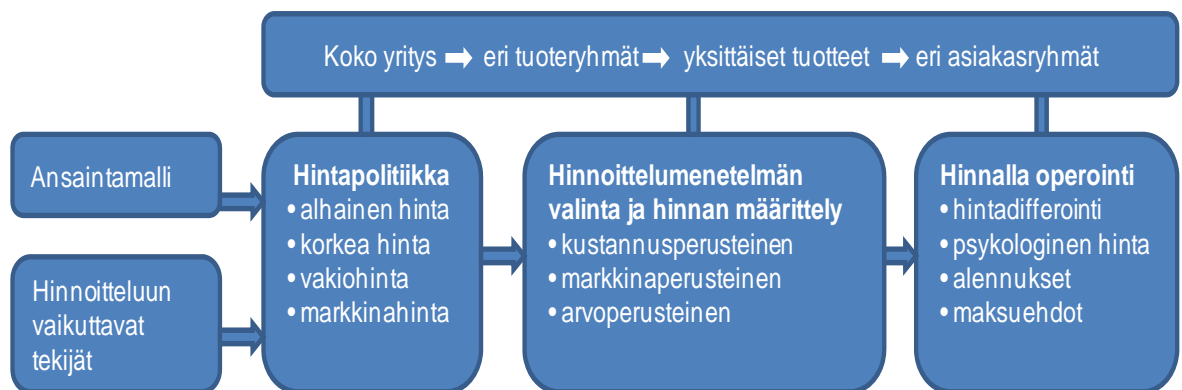 Koko yritys ➡ eri tuoteryhmät ➡ yksittäiset tuotteet ➡ eri asiakasryhmät
Ansaintamalli
Hinnoitteluun
vaikuttavat
tekijät
Hintapolitiikka
• alhainen hinta
• korkea hinta
• vakiohinta
• markkinahinta
Hinnoittelumenetelmän
valinta ja hinnan määrittely
• kustannusperusteinen
• markkinaperusteinen
• arvoperusteinen
Hinnalla operointi
• hintadifferointi
• psykologinen hinta
• alennukset
• maksuehdot